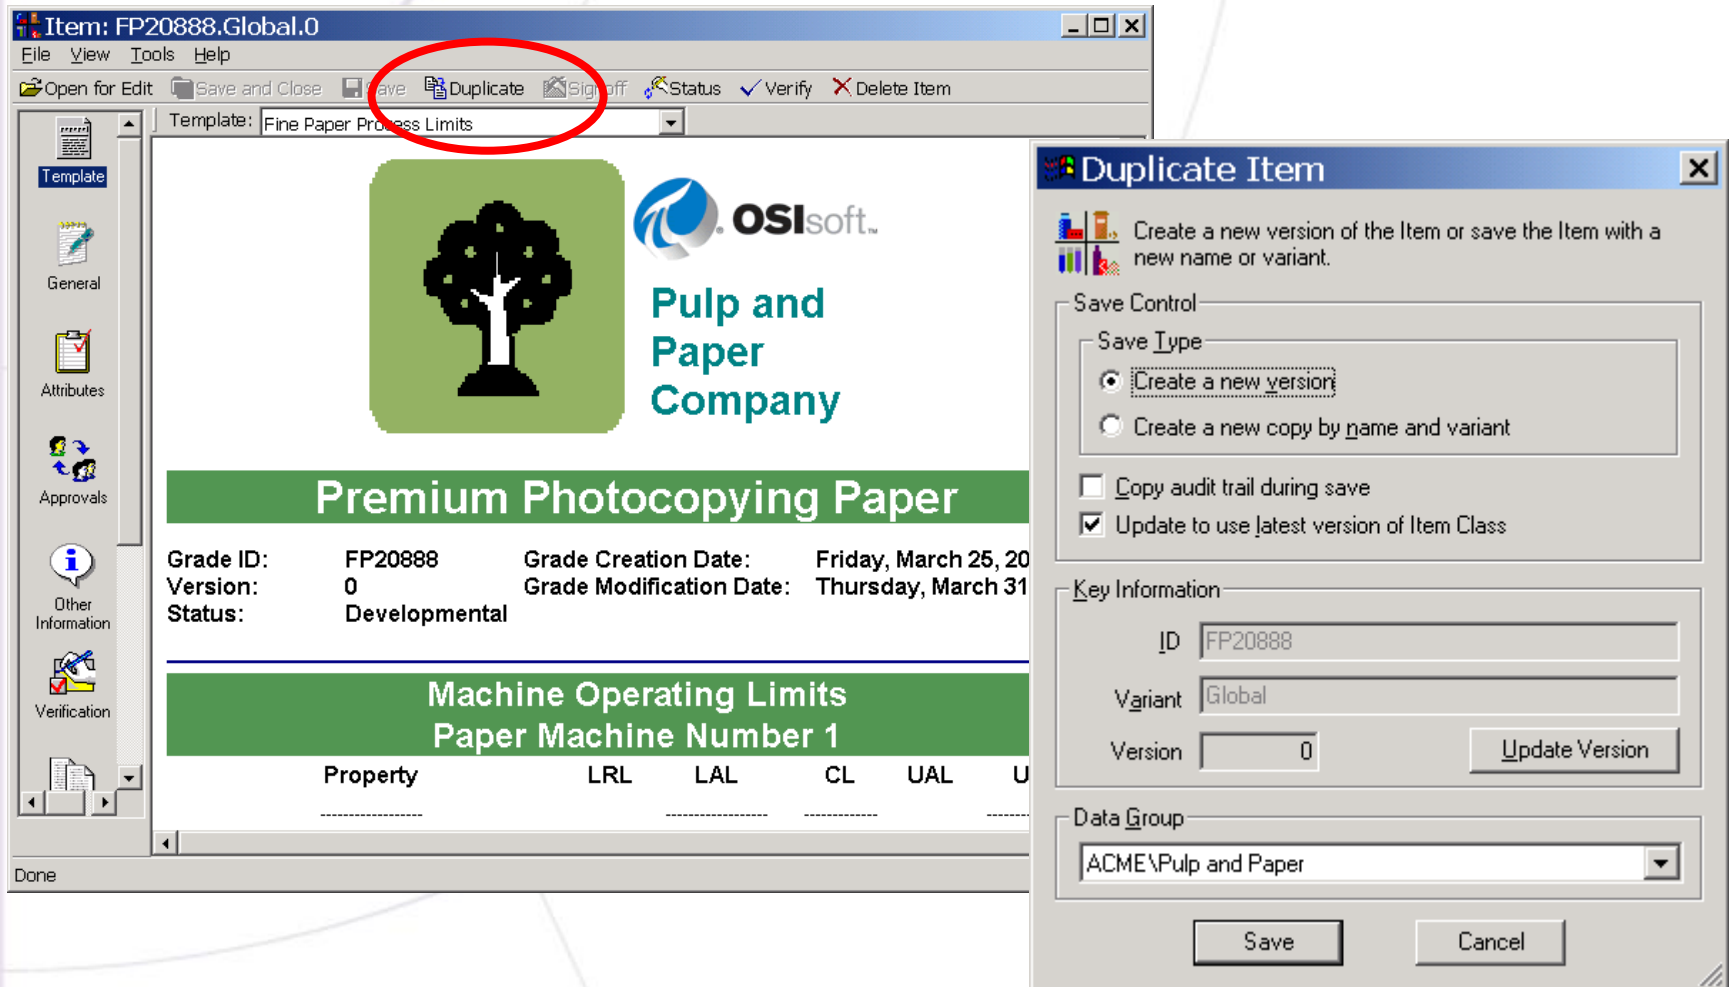 Item: FP20888.Global.0
File View Tools Help
Open for Edit Save and Close Save Duplicate Signoff Status Verify Delete Item
Template: Fine Paper Process Limits
Template
General
Attributes
Approvals
Other
Information
Verification
OSIsoft™
Pulp and
Paper
Company
Premium Photocopying Paper
Grade ID: FP20888 Grade Creation Date: Friday, March 25, 20
Version: 0 Grade Modification Date: Thursday, March 31
Status: Developmental
Machine Operating Limits
Paper Machine Number 1
Property LRL LAL CL UAL U
Done
Duplicate Item
Create a new version of the Item or save the Item with a
new name or variant.
Save Control
Save Type
Create a new version
Create a new copy by name and variant
Copy audit trail during save
Update to use latest version of Item Class
Key Information
ID FP20888
Variant Global
Version 0 Update Version
Data Group
ACME\Pulp and Paper
Save Cancel